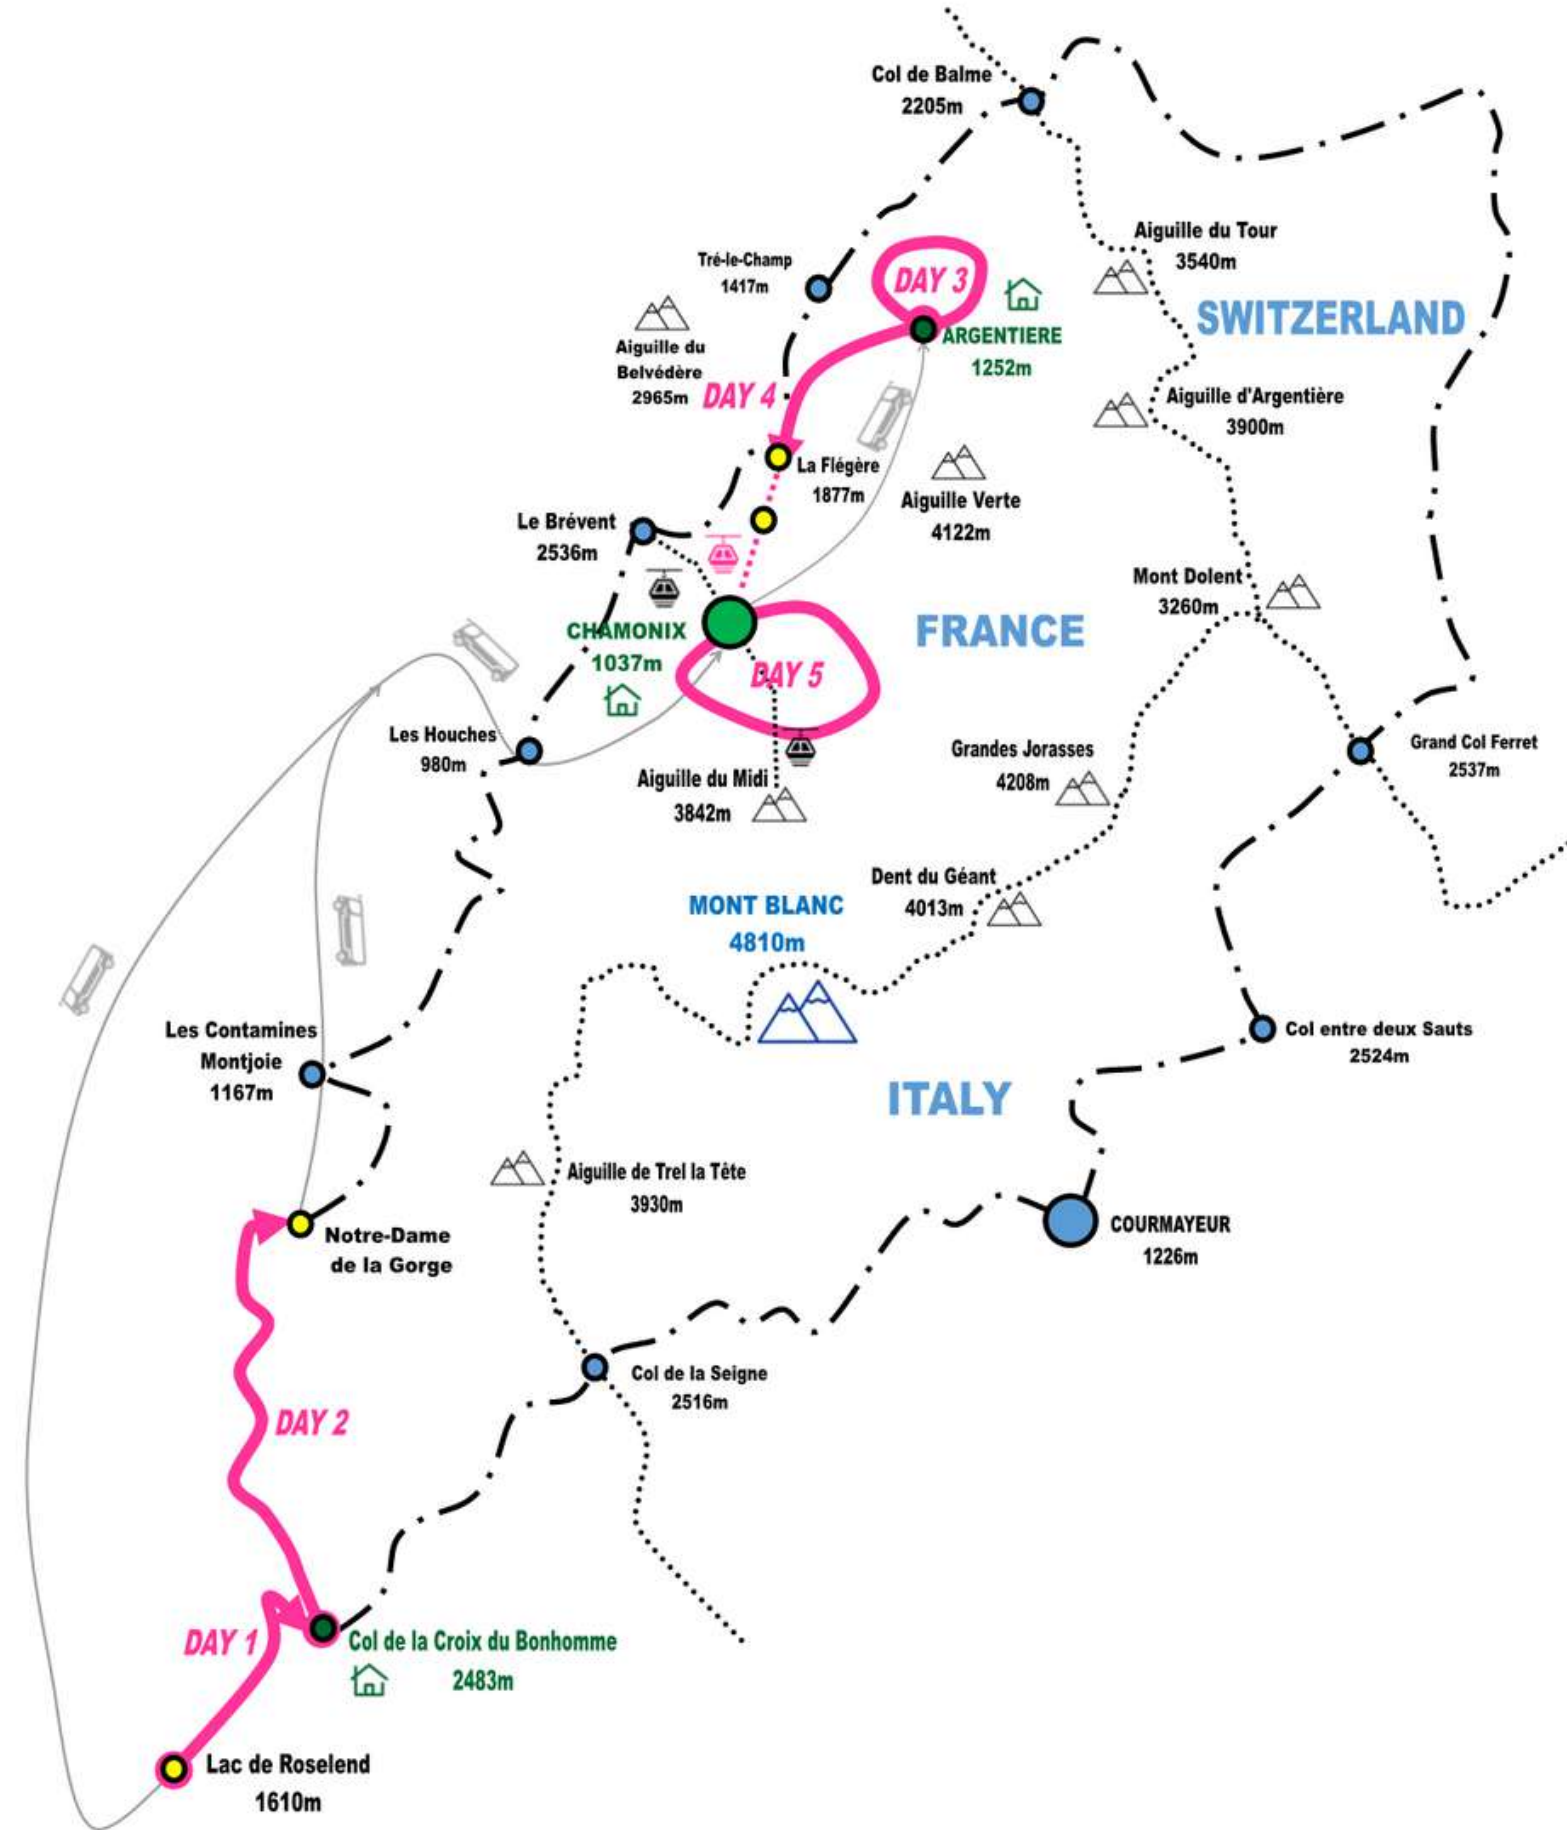 Col de Balme
2205m
Aiguille du Tour
3540m
Tré-le-Champ
1417m
DAY 3
SWITZERLAND
ARGENTIERE
1252m
Aiguille du
Belvédère
2965m
DAY 4
Aiguille d'Argentière
3900m
La Flégère
1877m
Aiguille Verte
4122m
Le Brévent
2536m
Mont Dolent
3260m
CHAMONIX
1037m
FRANCE
DAY 5
Les Houches
980m
Grandes Jorasses
4208m
Grand Col Ferret
2537m
Aiguille du Midi
3842m
Dent du Géant
4013m
MONT BLANC
4810m
Les Contamines
Montjoie
1167m
Col entre deux Sauts
2524m
ITALY
Aiguille de Trel la Tête
3930m
Notre-Dame
de la Gorge
COURMAYEUR
1226m
Col de la Seigne
2516m
DAY 2
DAY 1
Col de la Croix du Bonhomme
2483m
Lac de Roselend
1610m